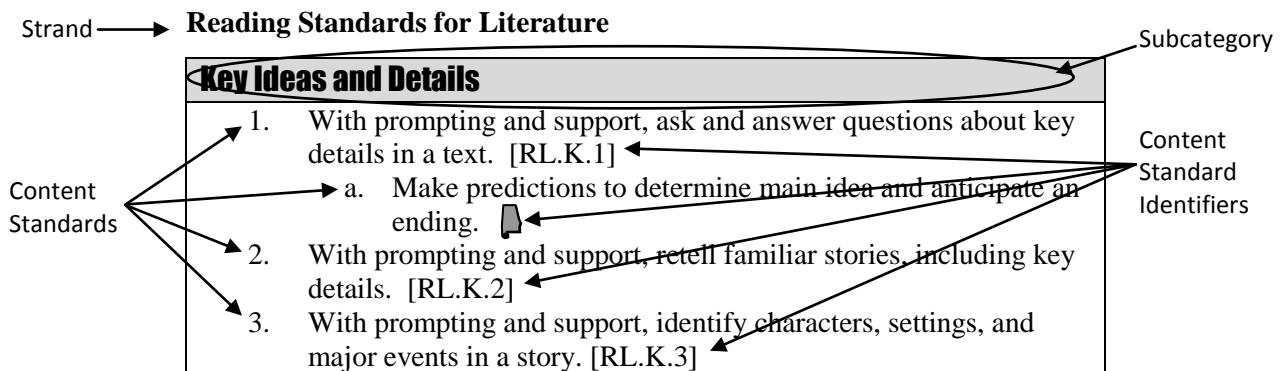 Strand
Reading Standards for Literature
Subcategory
Key Ideas and Details
1. With prompting and support, ask and answer questions about key
details in a text. [RL.K.1]
a. Make predictions to determine main idea and anticipate an
ending.
2. With prompting and support, retell familiar stories, including key
details. [RL.K.2]
3. With prompting and support, identify characters, settings, and
major events in a story. [RL.K.3]
Content
Standards
Content
Standard
Identifiers